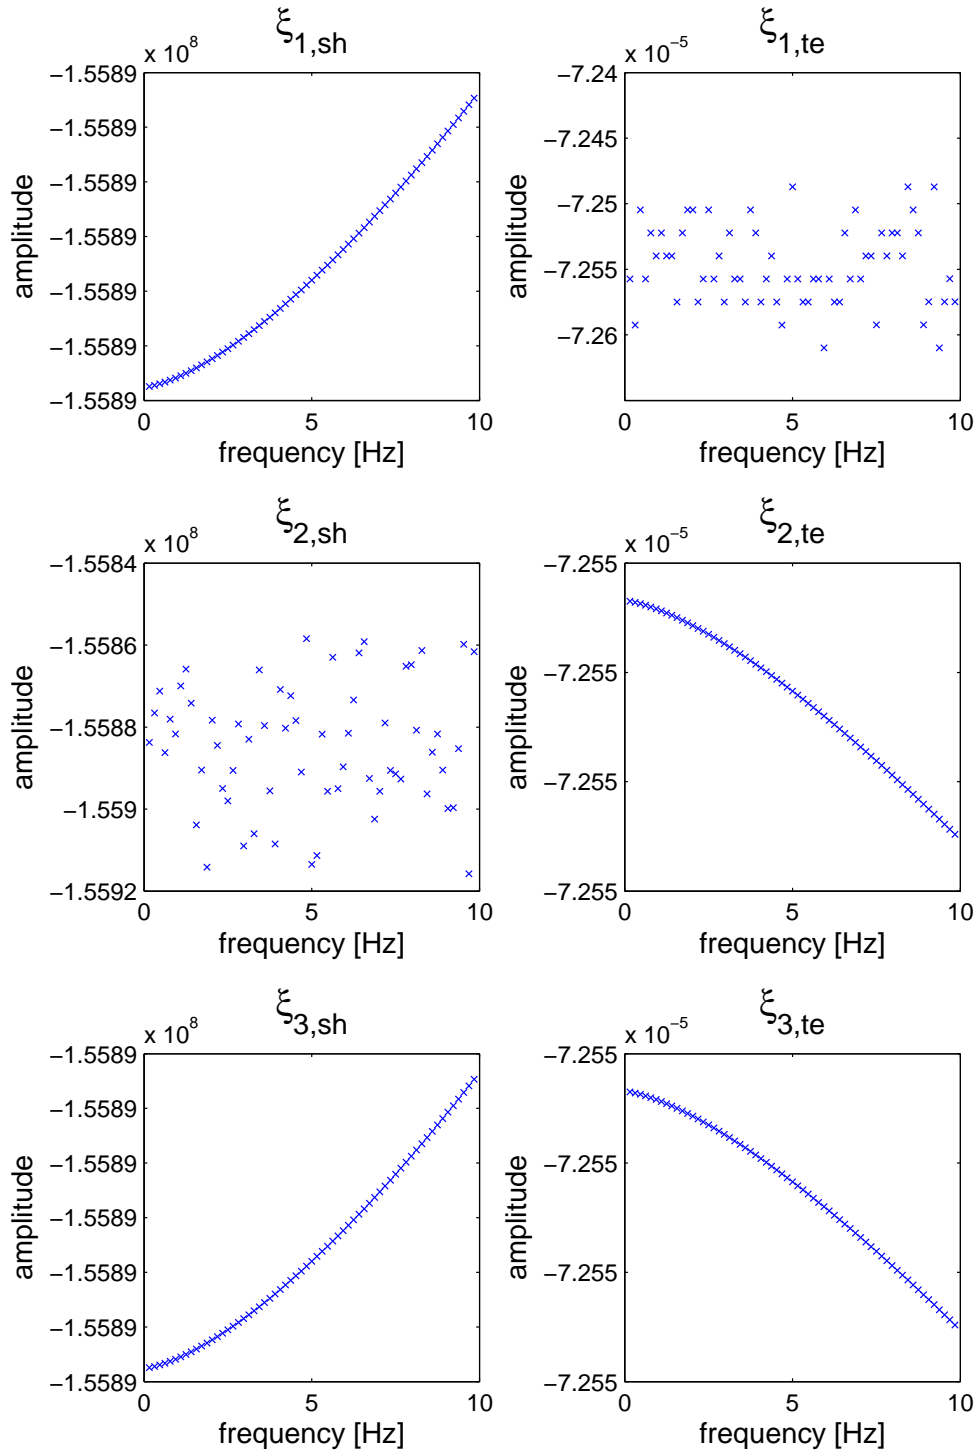 ξ1,sh
x 10^8
−1.5589
−1.5589
−1.5589
−1.5589
−1.5589
−1.5589
−1.5589
amplitude
0 5 10
frequency [Hz]
ξ1,te
x 10^−5
−7.24
−7.245
−7.25
−7.255
−7.26
amplitude
0 5 10
frequency [Hz]
ξ2,sh
x 10^8
−1.5584
−1.5586
−1.5588
−1.559
−1.5592
amplitude
0 5 10
frequency [Hz]
ξ2,te
x 10^−5
−7.255
−7.255
−7.255
−7.255
amplitude
0 5 10
frequency [Hz]
ξ3,sh
x 10^8
−1.5589
−1.5589
−1.5589
−1.5589
−1.5589
−1.5589
−1.5589
amplitude
0 5 10
frequency [Hz]
ξ3,te
x 10^−5
−7.255
−7.255
−7.255
−7.255
amplitude
0 5 10
frequency [Hz]